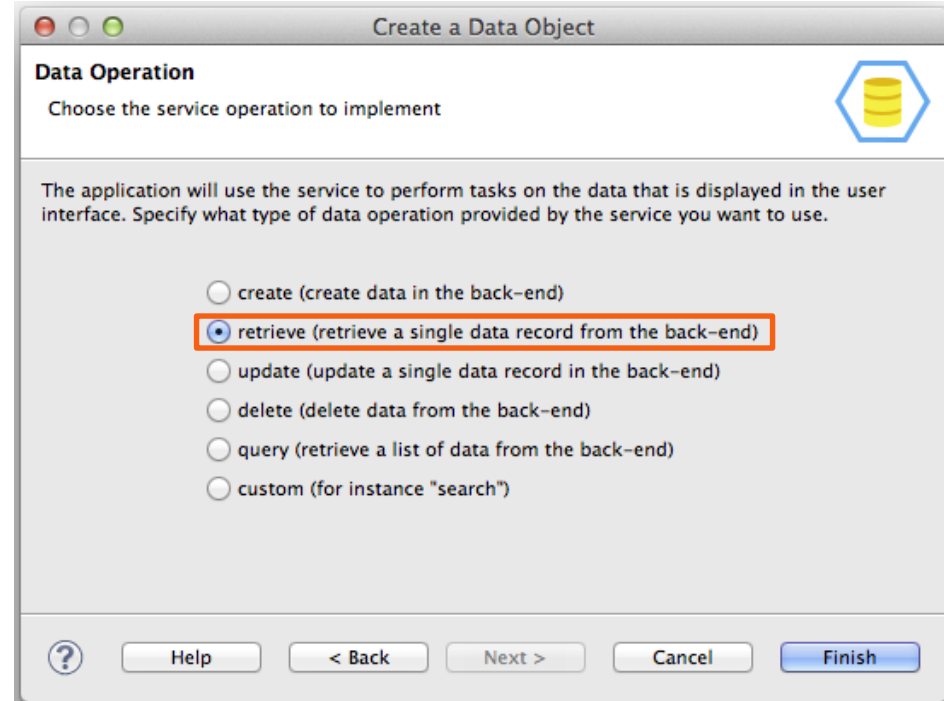 Create a Data Object
Data Operation
Choose the service operation to implement
The application will use the service to perform tasks on the data that is displayed in the user
interface. Specify what type of data operation provided by the service you want to use.
create (create data in the back-end)
retrieve (retrieve a single data record from the back-end)
update (update a single data record in the back-end)
delete (delete data from the back-end)
query (retrieve a list of data from the back-end)
custom (for instance "search")
? Help < Back Next > Cancel Finish